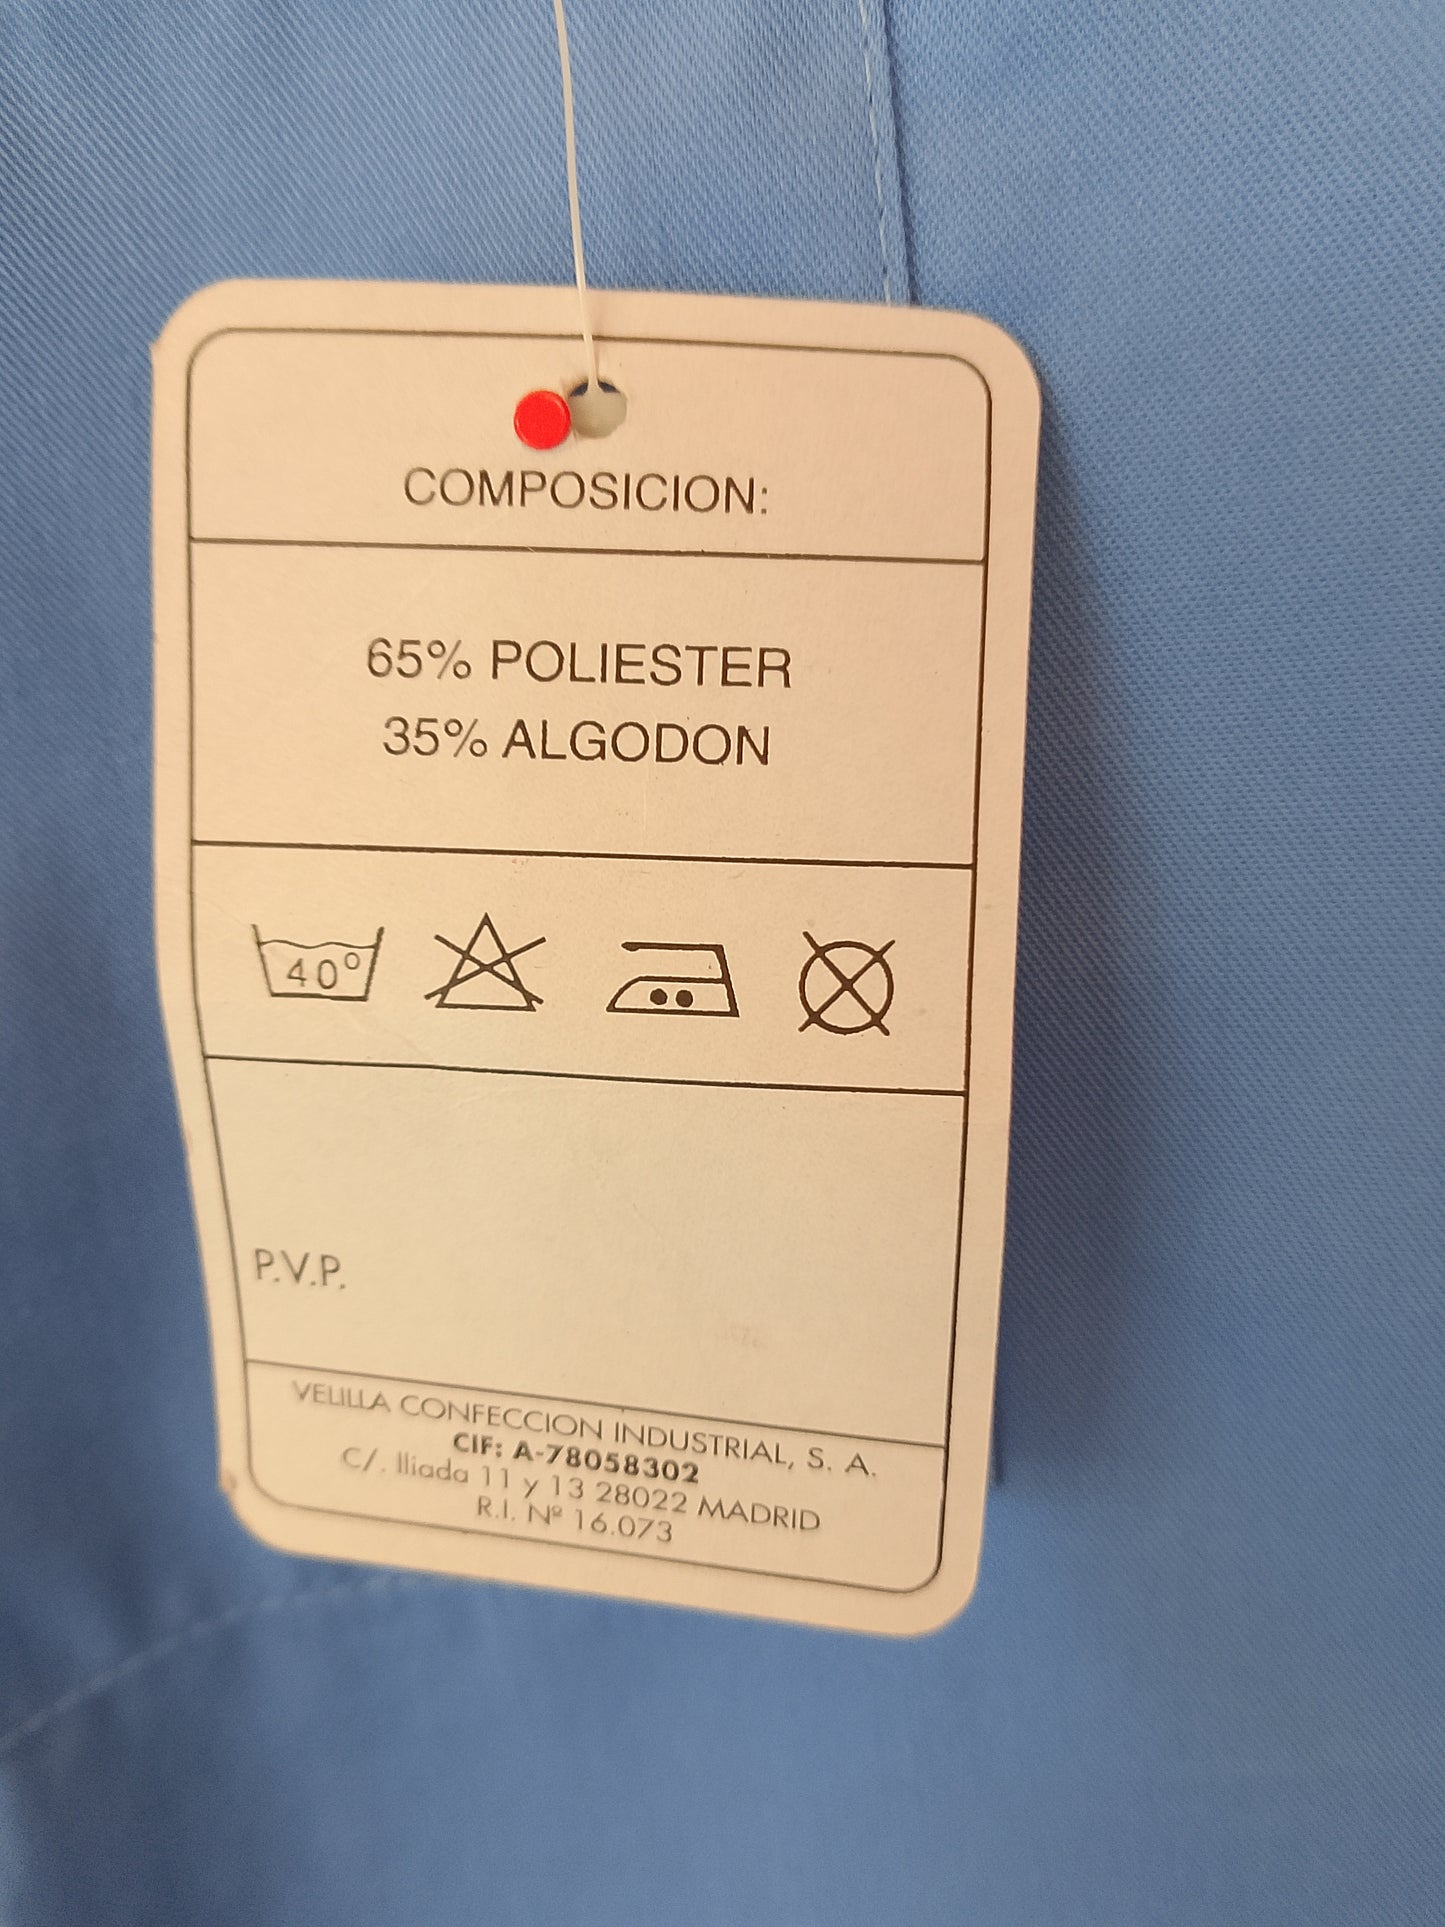 COMPOSICION:
65% POLIESTER
35% ALGODON
40°
P.V.P.
VELILLA CONFECCION INDUSTRIAL, S. A.
CIF: A-78058302
C/. Iliada 11 y 13 28022 MADRID
R.I. Nº 16.073